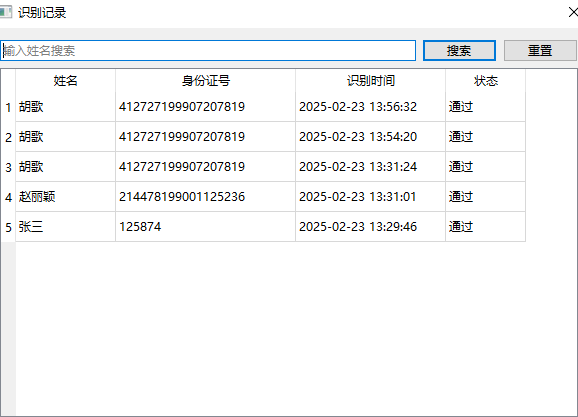 识别记录
输入姓名搜索 搜索 重置
姓名 身份证号 识别时间 状态
1 胡歌 412727199907207819 2025-02-23 13:56:32 通过
2 胡歌 412727199907207819 2025-02-23 13:54:20 通过
3 胡歌 412727199907207819 2025-02-23 13:31:24 通过
4 赵丽颖 214478199001125236 2025-02-23 13:31:01 通过
5 张三 125874 2025-02-23 13:29:46 通过